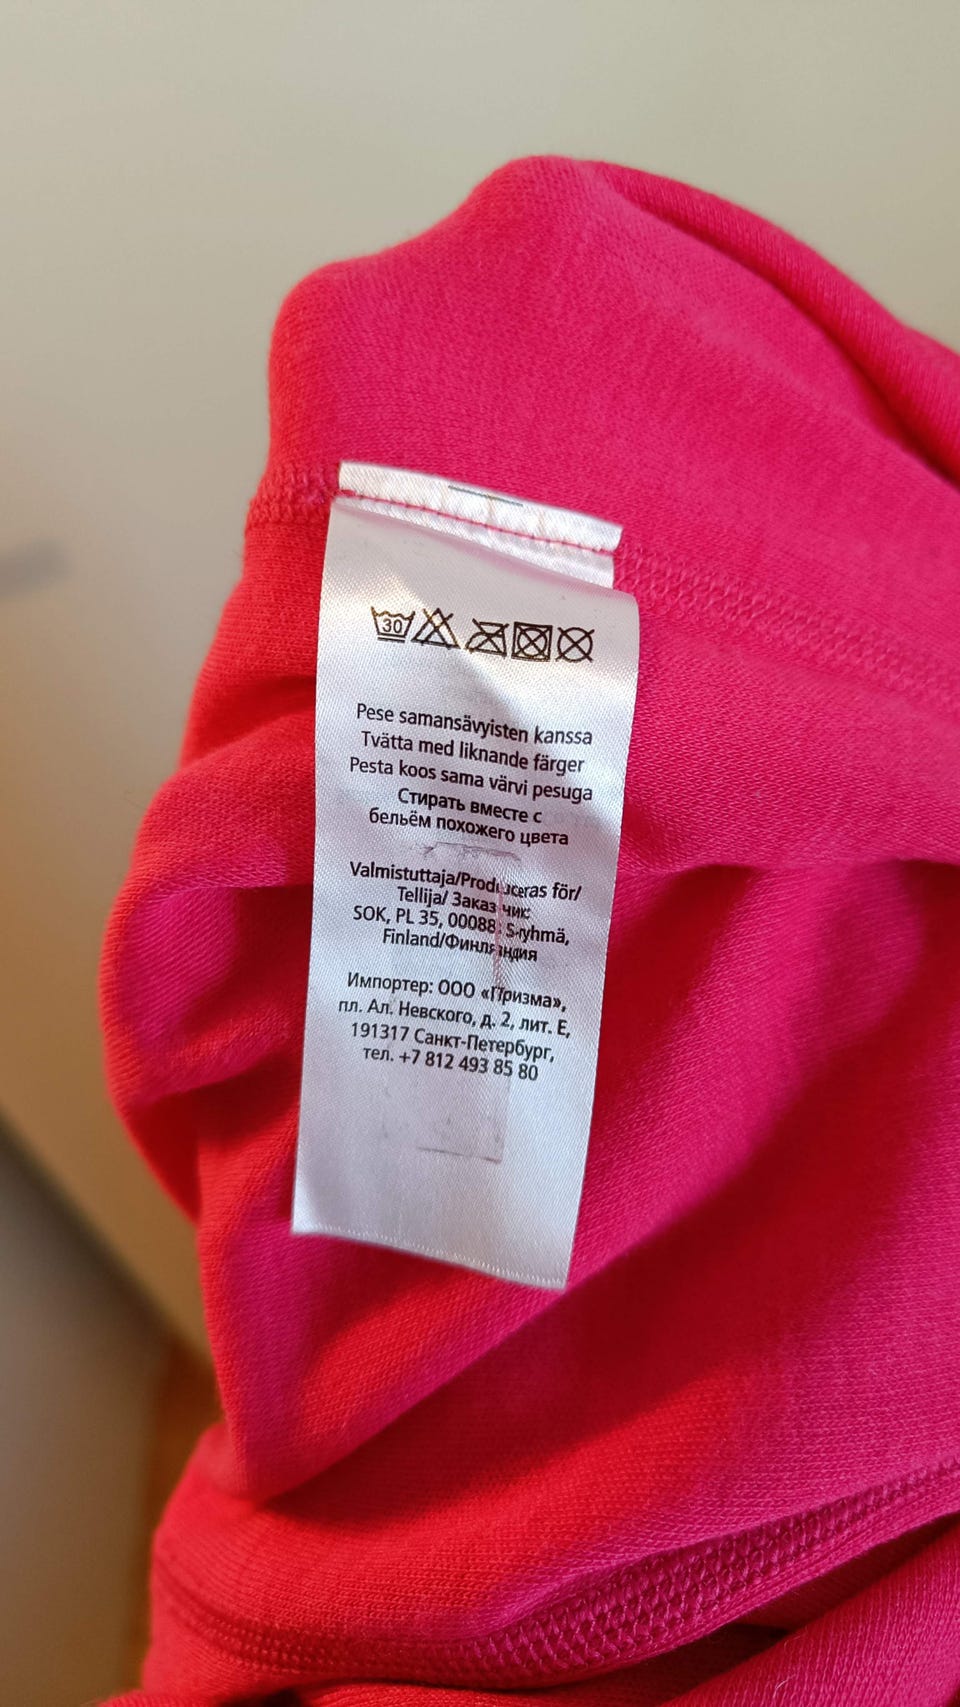 30
Pese samansävyisten kanssa
Tvätta med liknande färger
Pesta koos sama värvi pesuga
Стирать вместе с
бельём похожего цвета
Valmistuttaja/Produceras för/
Tellija/ Заказчик:
SOK, PL 35, 00088 S-ryhmä,
Finland/Финляндия
Импортер: ООО «Призма»,
пл. Ал. Невского, д. 2, лит. Е,
191317 Санкт-Петербург,
тел. +7 812 493 85 80